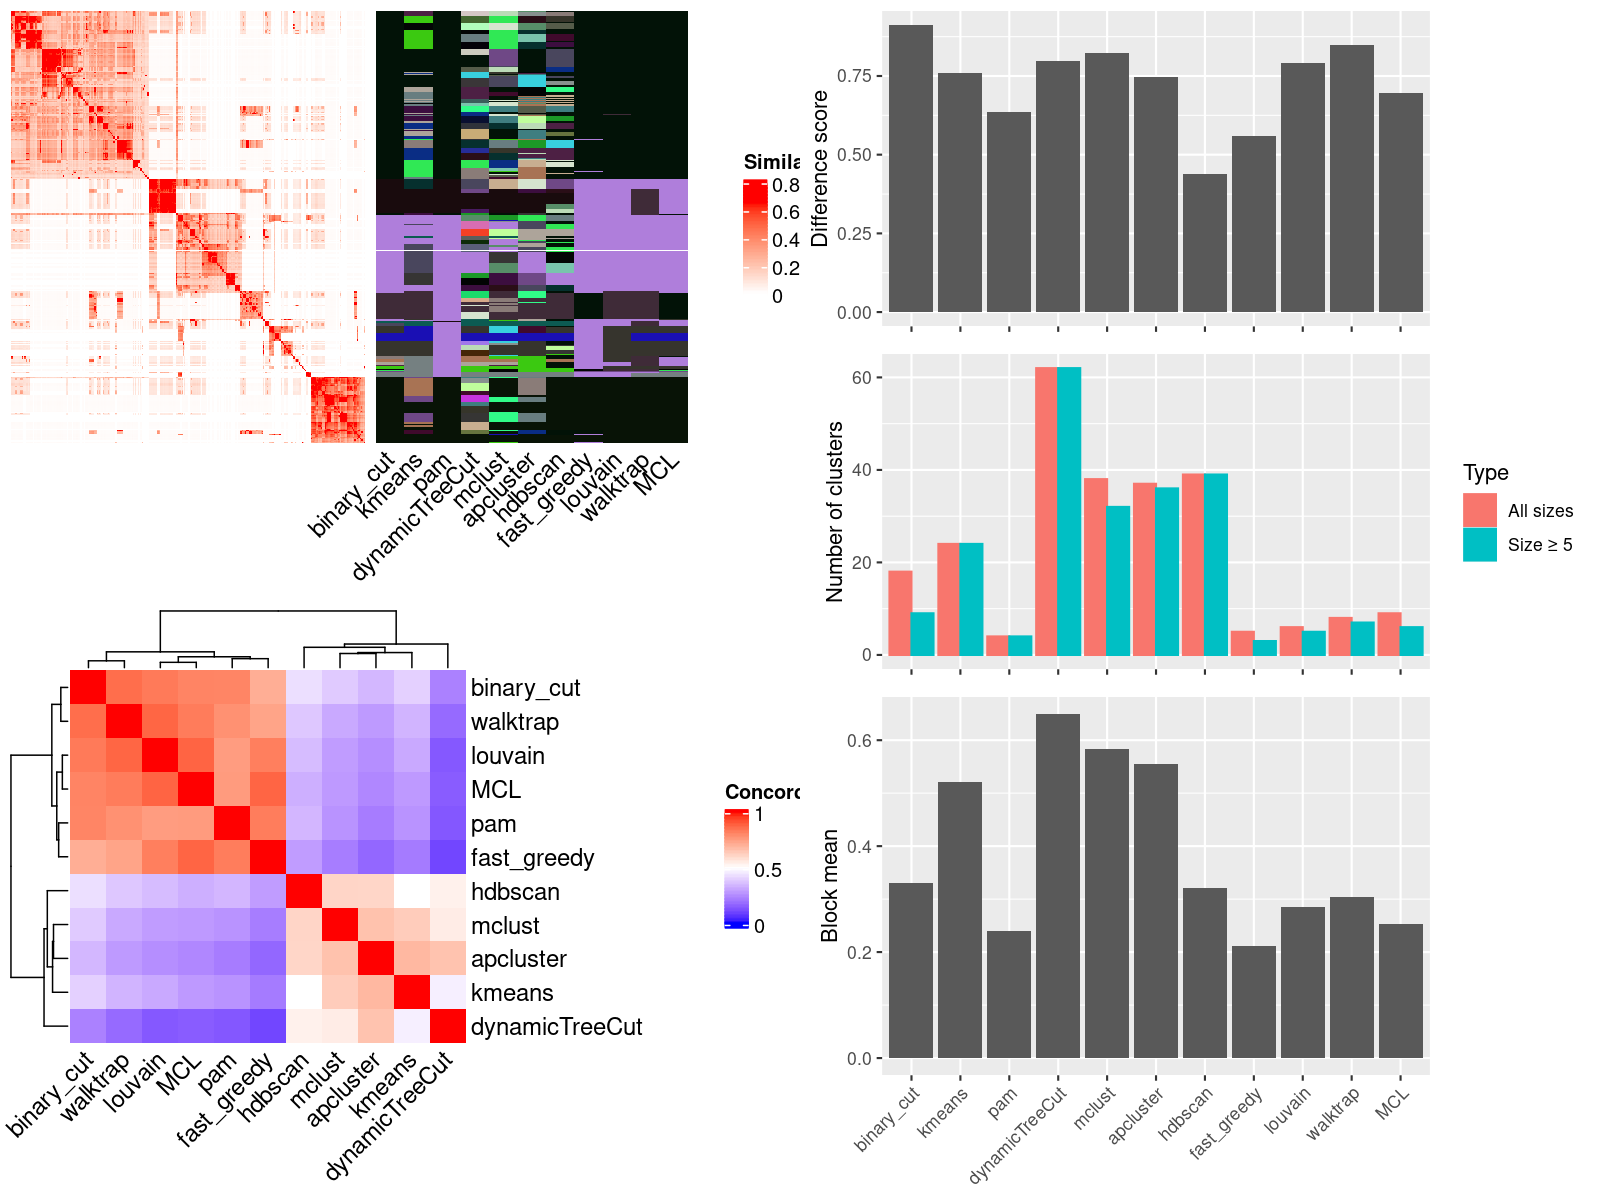 Simila
0.8
0.6
0.4
0.2
0
binary_cut
kmeans
pam
dynamicTreeCut
mclust
apcluster
hdbscan
fast_greedy
louvain
walktrap
MCL
binary_cut
walktrap
louvain
MCL
pam
fast_greedy
hdbscan
mclust
apcluster
kmeans
dynamicTreeCut
Concord
1
0.5
0
binary_cut
walktrap
louvain
MCL
pam
fast_greedy
hdbscan
mclust
apcluster
kmeans
dynamicTreeCut
Difference score
0.75
0.50
0.25
0.00
Number of clusters
60
40
20
0
Type
All sizes
Size ≥ 5
Block mean
0.6
0.4
0.2
0.0
binary_cut
kmeans
pam
dynamicTreeCut
mclust
apcluster
hdbscan
fast_greedy
louvain
walktrap
MCL